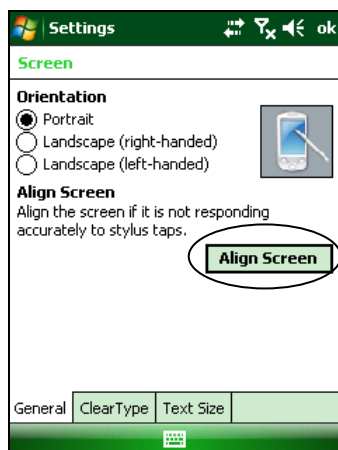 Settings ok
Screen
Orientation
Portrait
Landscape (right-handed)
Landscape (left-handed)
Align Screen
Align the screen if it is not responding
accurately to stylus taps.
Align Screen
General ClearType Text Size